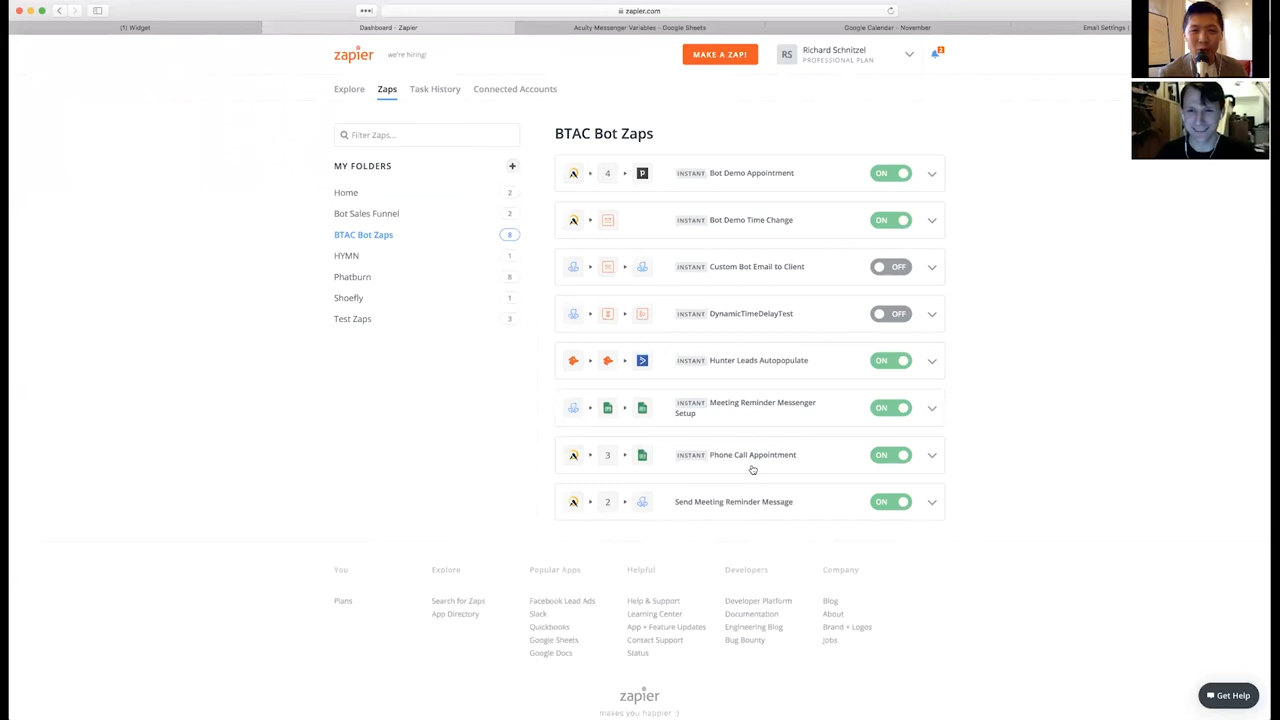 zapier.com
(1) Widget
Dashboard - Zapier
Acuity Messenger Variables - Google Sheets
Google Calendar - November
Email Settings |
zapier
we're hiring!
MAKE A ZAP!
RS
Richard Schnitzel
PROFESSIONAL PLAN
Explore
Zaps
Task History
Connected Accounts
Filter Zaps...
BTAC Bot Zaps
MY FOLDERS
+
Home 2
Bot Sales Funnel 2
BTAC Bot Zaps 8
HYMN 1
Phatburn 8
Shoefly 1
Test Zaps 3
4 INSTANT Bot Demo Appointment ON
INSTANT Bot Demo Time Change ON
INSTANT Custom Bot Email to Client OFF
INSTANT DynamicTimeDelayTest OFF
INSTANT Hunter Leads Autopopulate ON
INSTANT Meeting Reminder Messenger
Setup
ON
3 INSTANT Phone Call Appointment ON
2 Send Meeting Reminder Message ON
You
Plans
Explore
Search for Zaps
App Directory
Popular Apps
Facebook Lead Ads
Slack
Quickbooks
Google Sheets
Google Docs
Helpful
Help & Support
Learning Center
App + Feature Updates
Contact Support
Status
Developers
Developer Platform
Documentation
Engineering Blog
Bug Bounty
Company
Blog
About
Brand + Logos
Jobs
zapier
makes you happier :)
Get Help